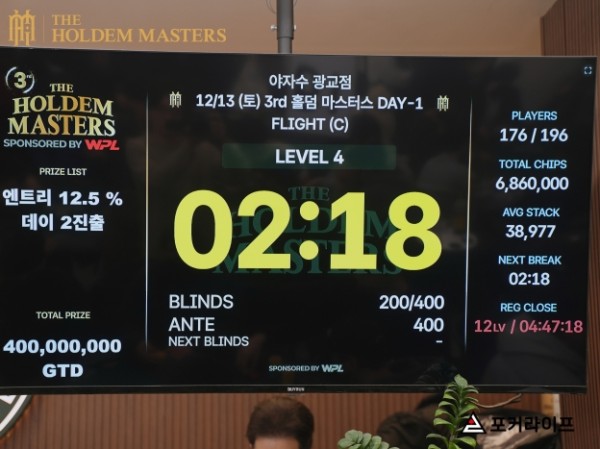 THE
HOLDEM MASTERS
3rd
THE
HOLDEM
MASTERS
SPONSORED BY WPL
PRIZE LIST
엔트리 12.5 %
데이 2진출
TOTAL PRIZE
400,000,000
GTD
야자수 광교점
12/13 (토) 3rd 홀덤 마스터스 DAY-1
FLIGHT (C)
LEVEL 4
THE
HOLDEM
MASTERS
02:18
BLINDS 200/400
ANTE 400
NEXT BLINDS -
SPONSORED BY WPL
PLAYERS
176 / 196
TOTAL CHIPS
6,860,000
AVG STACK
38,977
NEXT BREAK
02:18
REG CLOSE
12LV / 04:47:18
포커라이프